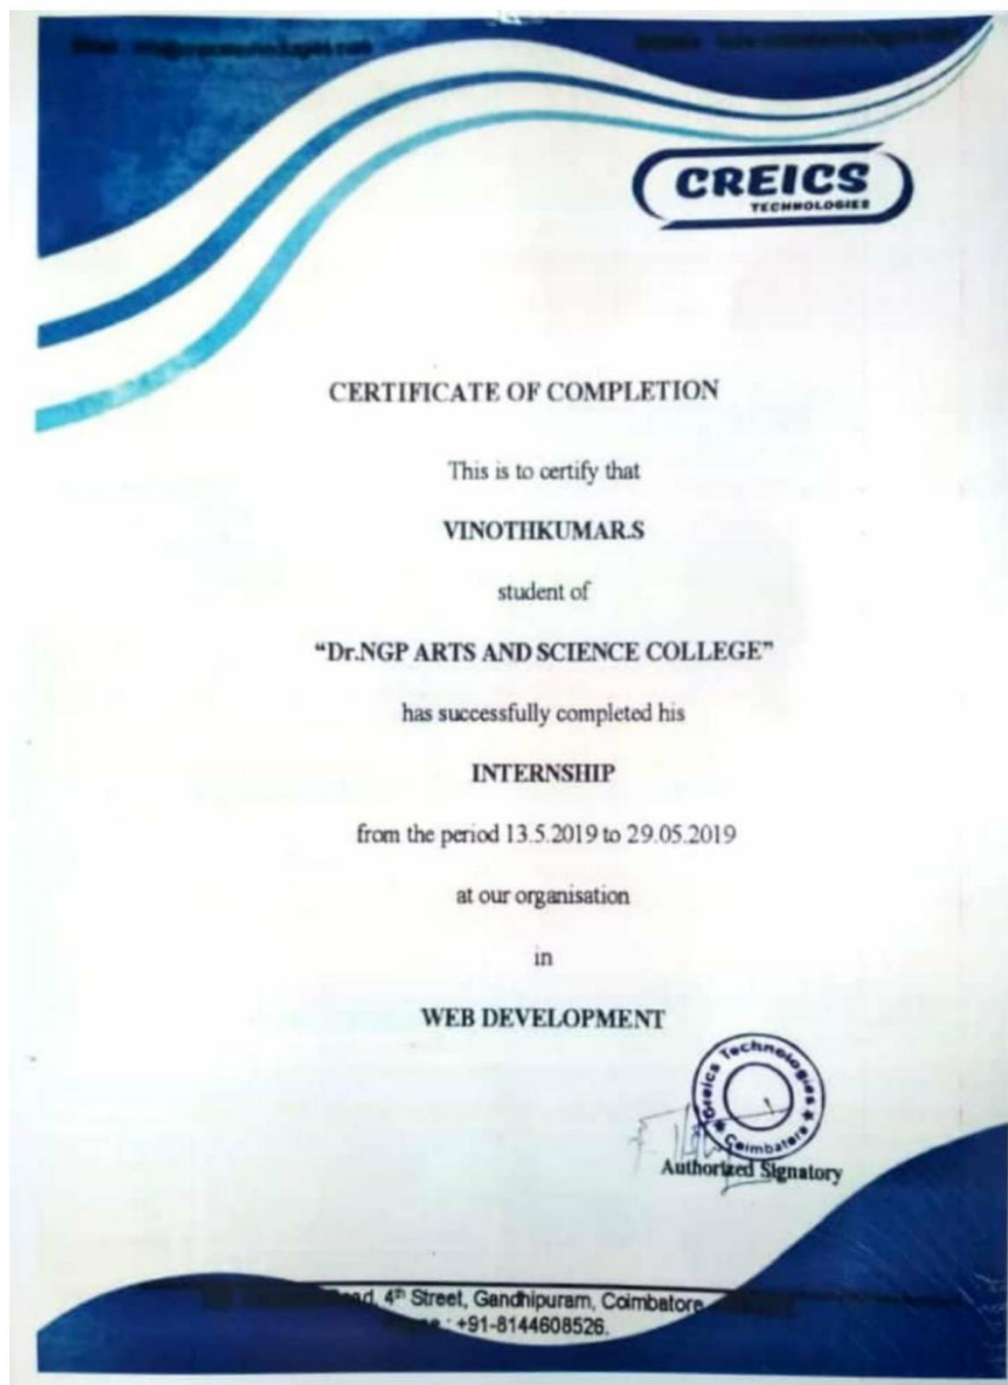 CREICS
TECHNOLOGIES
CERTIFICATE OF COMPLETION
This is to certify that
VINOTHKUMAR.S
student of
“Dr.NGP ARTS AND SCIENCE COLLEGE”
has successfully completed his
INTERNSHIP
from the period 13.5.2019 to 29.05.2019
at our organisation
in
WEB DEVELOPMENT
Creics Technologies ★ Coimbatore ★
Authorized Signatory
4th Street, Gandhipuram, Coimbatore
: +91-8144608526.